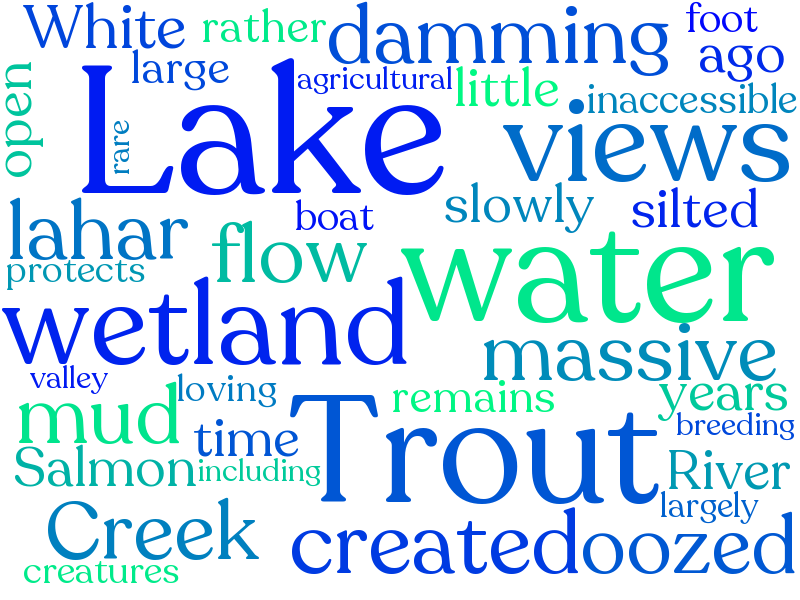 White rather damming foot
ago
large agricultural little
open
Lake
rare
inaccessible
views
slowly silted
boat
lahar flow
protects
water
wetland
massive
valley loving
mud remains years
time
breeding
Trout
Salmon including River
largely
Creek created oozed
creatures